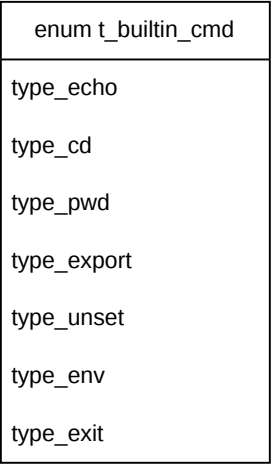 enum t_builtin_cmd
type_echo
type_cd
type_pwd
type_export
type_unset
type_env
type_exit